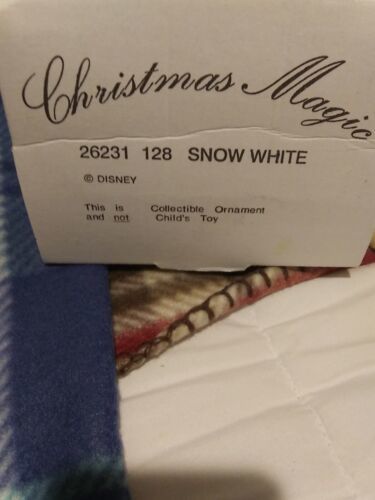 Christmas Magic
26231 128 SNOW WHITE
© DISNEY
This is Collectible Ornament
and not Child's Toy